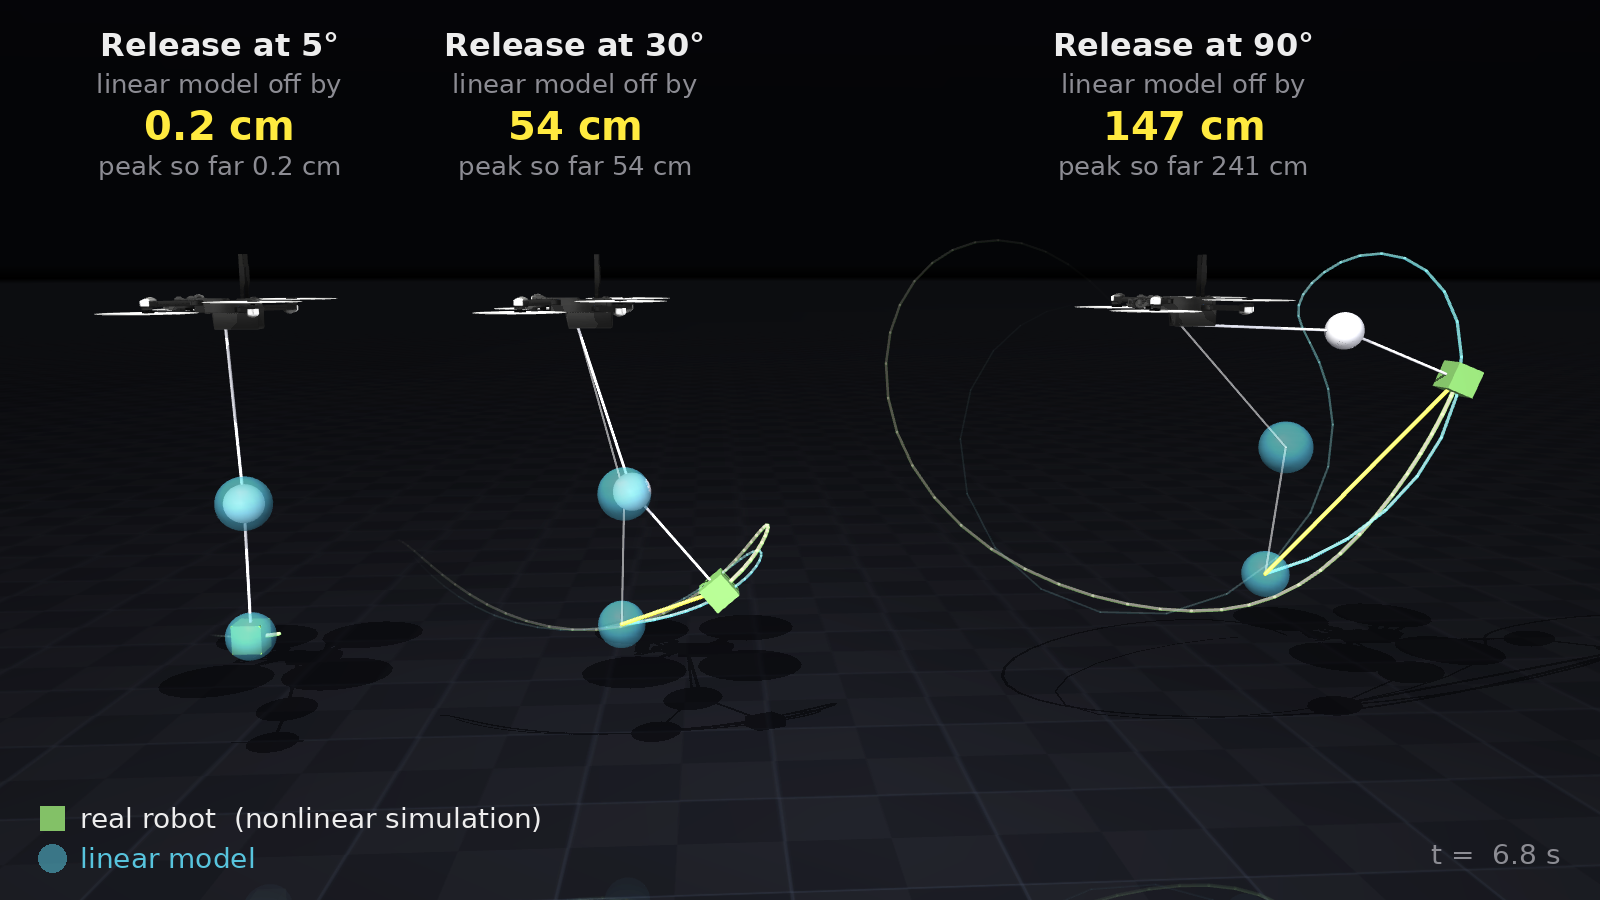 Release at 5°
linear model off by
0.2 cm
peak so far 0.2 cm
Release at 30°
linear model off by
54 cm
peak so far 54 cm
Release at 90°
linear model off by
147 cm
peak so far 241 cm
real robot (nonlinear simulation)
linear model
t = 6.8 s